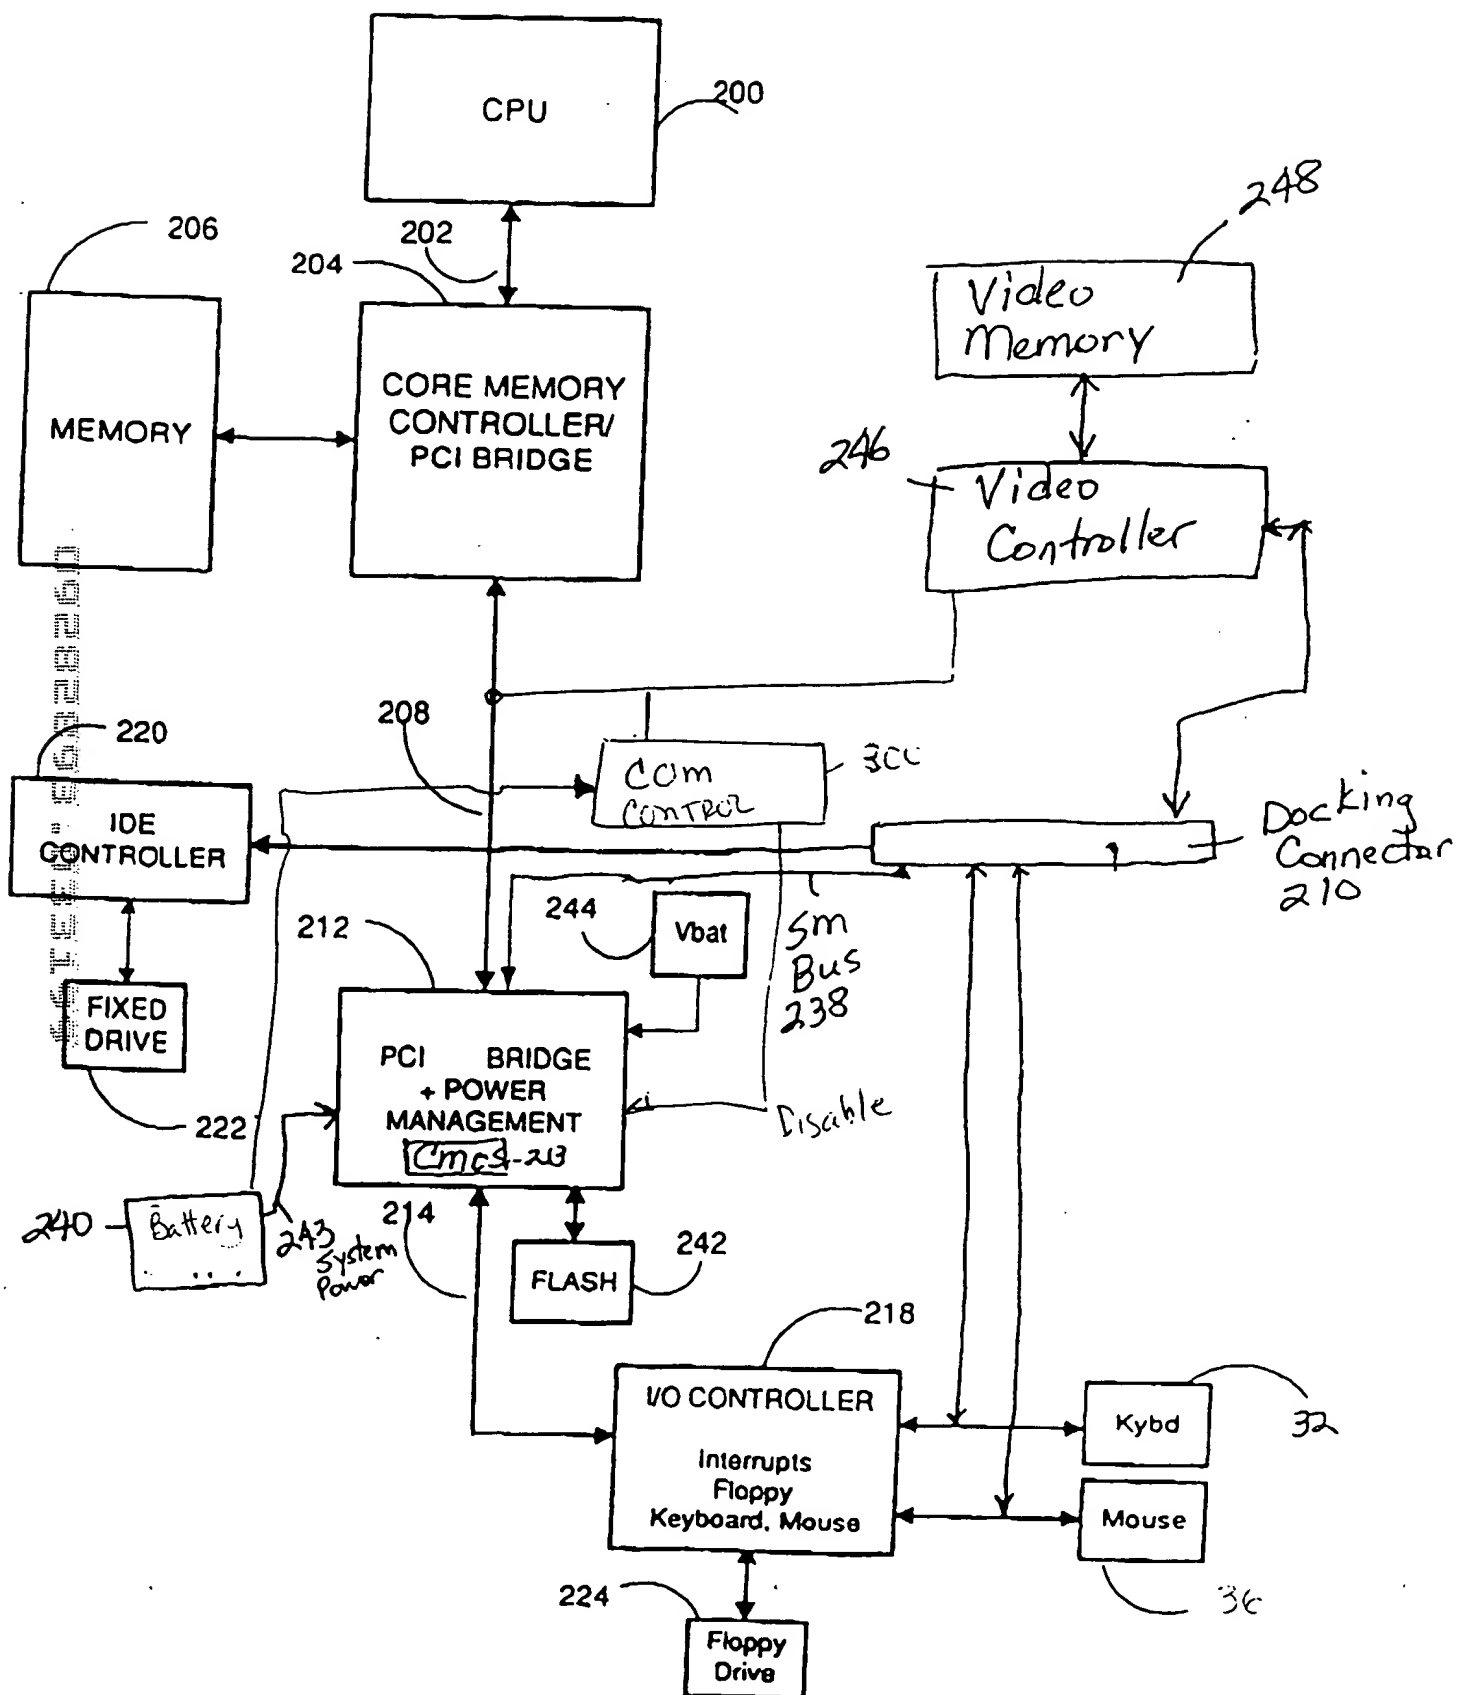 CPU
200
248
206
202
204
Video
Memory
MEMORY
CORE MEMORY
CONTROLLER/
PCI BRIDGE
246
Video
Controller
208
220
COM
CONTROL
IDE
CONTROLLER
Docking
Connector
210
244
Vbat
SM
Bus
238
212
FIXED
DRIVE
222
PCI BRIDGE
+ POWER
MANAGEMENT
Disable
240
Battery
243
System
Power
214
242
FLASH
218
I/O CONTROLLER
Interrupts
Floppy
Keyboard, Mouse
Kybd
32
Mouse
224
Floppy
Drive